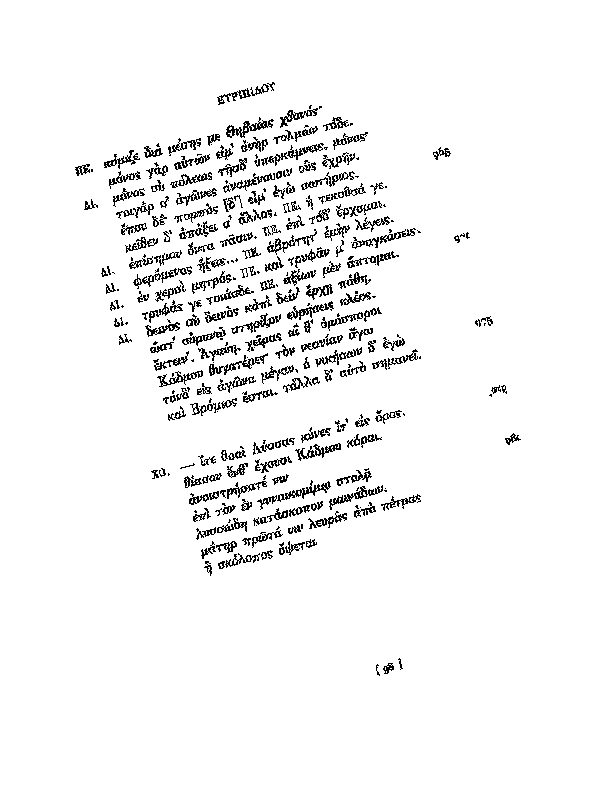 ΕΥΡΙΠΙΔΟΥ
ΠΕ. κόμιζε διὰ μέσης με Θηβαίας χθονός·
μόνος γὰρ αὐτῶν εἰμ' ἀνὴρ τολμῶν τόδε.
ΔΙ. μόνος σὺ πόλεως τῆσδ' ὑπερκάμνεις, μόνος·
τοιγάρ σ' ἀγῶνες ἀναμένουσιν οὓς ἐχρῆν.
ἕπου δέ· πομπὸς [δ'] εἶμ' ἐγὼ σωτήριος,
965
κεῖθεν δ' ἀπάξει σ' ἄλλος. ΠΕ. ἡ τεκοῦσά γε.
ΔΙ. ἐπίσημον ὄντα πᾶσιν. ΠΕ. ἐπὶ τόδ' ἔρχομαι.
ΔΙ. φερόμενος ἥξεις... ΠΕ. ἁβρότητ' ἐμὴν λέγεις.
ΔΙ. ἐν χερσὶ μητρός. ΠΕ. καὶ τρυφᾶν μ' ἀναγκάσεις.
ΔΙ. τρυφάς γε τοιάσδε. ΠΕ. ἀξίων μὲν ἅπτομαι.
970
ΔΙ. δεινὸς σὺ δεινὸς κἀπὶ δείν' ἔρχῃ πάθη,
ὥστ' οὐρανῷ στηρίζον εὑρήσεις κλέος.
ἔκτειν', Ἀγαύη, χεῖρας αἵ θ' ὁμόσποροι
Κάδμου θυγατέρες· τὸν νεανίαν ἄγω
τόνδ' εἰς ἀγῶνα μέγαν, ὁ νικήσων δ' ἐγὼ
975
καὶ Βρόμιος ἔσται. τἄλλα δ' αὐτὸ σημανεῖ.
ΧΟ. — ἴτε θοαὶ Λύσσας κύνες ἴτ' εἰς ὄρος,
θίασον ἔνθ' ἔχουσι Κάδμου κόραι,
ἀνοιστρήσατέ νιν
ἐπὶ τὸν ἐν γυναικομίμῳ στολᾷ
980
λυσσώδη κατάσκοπον μαινάδων.
μάτηρ πρῶτά νιν λευρᾶς ἀπὸ πέτρας
ἢ σκόλοπος ὄψεται